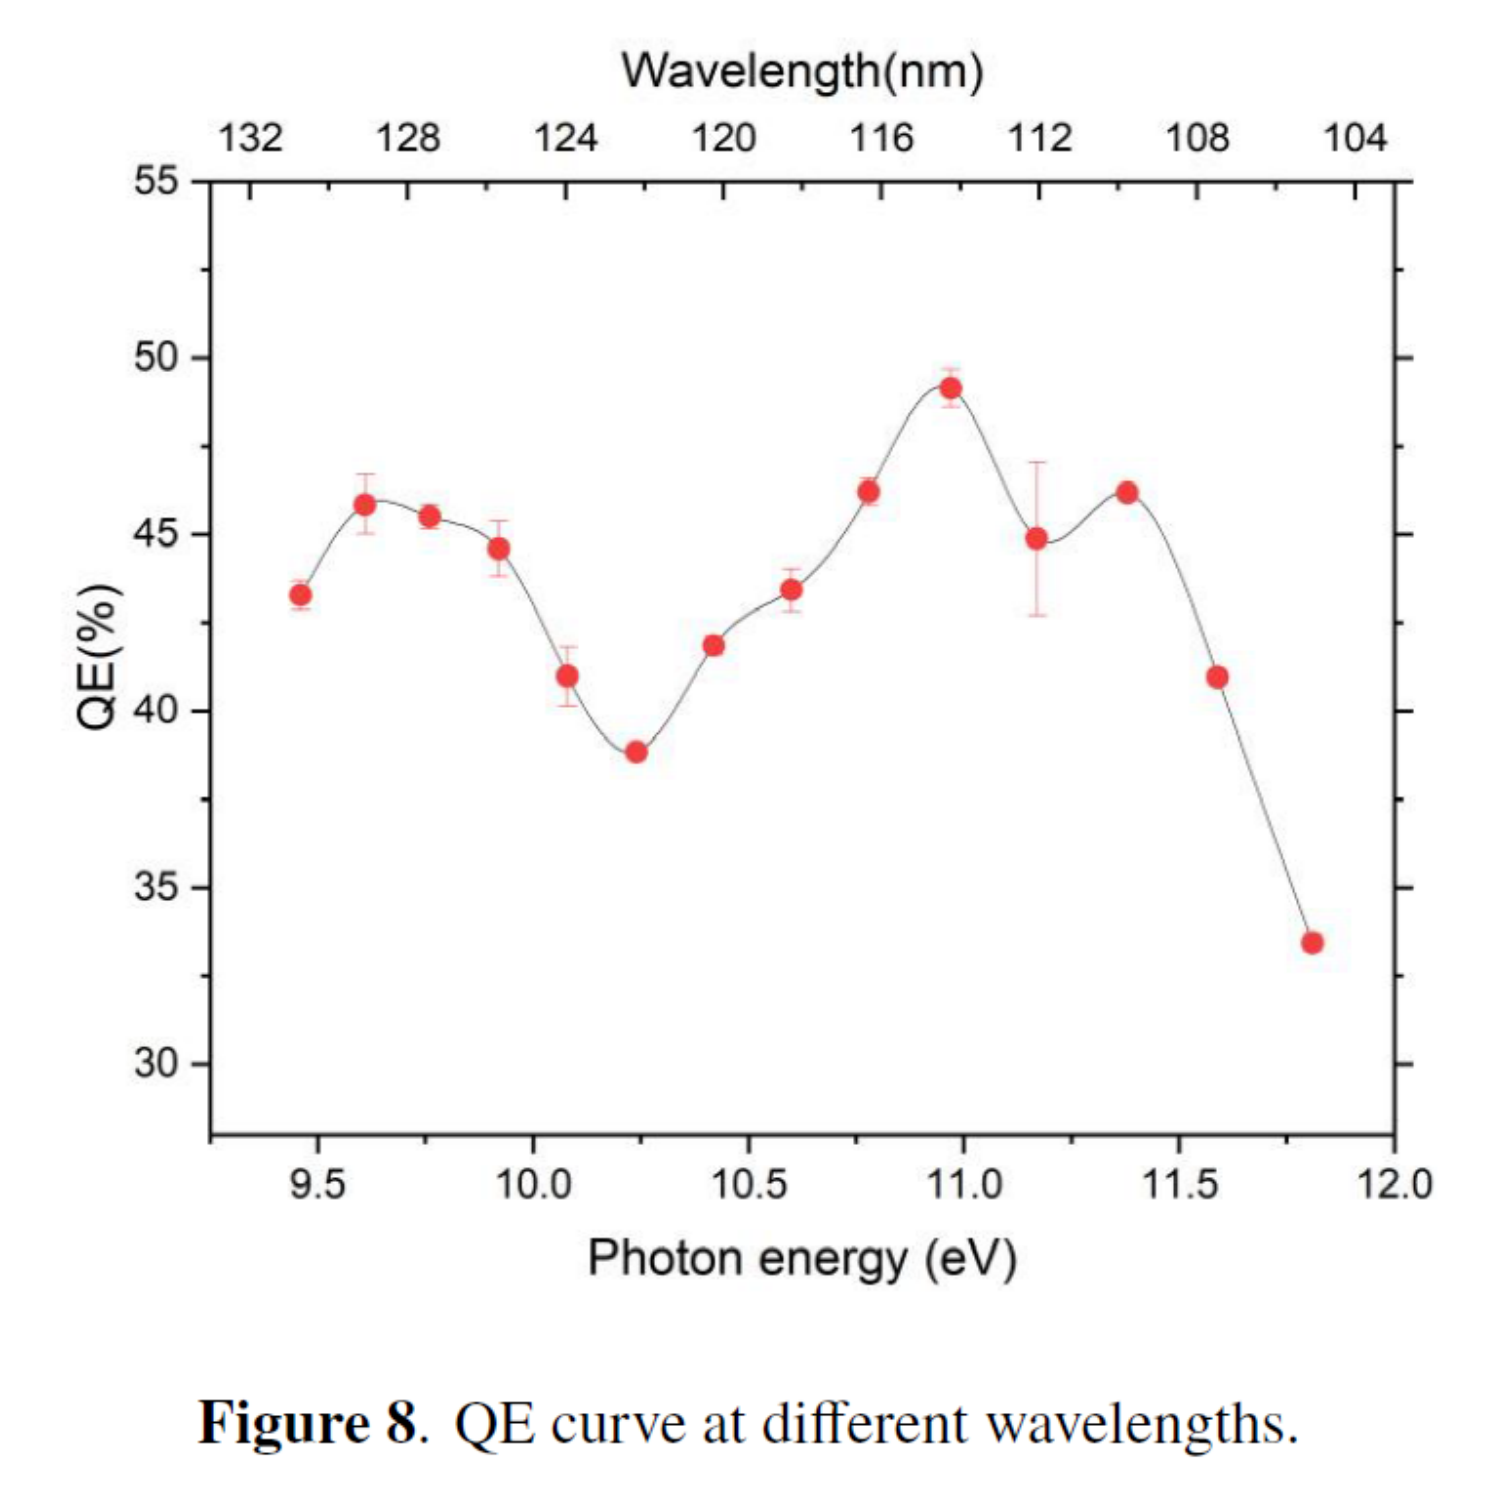 Wavelength(nm)
132 128 124 120 116 112 108 104
55
50
45
40
35
30
QE(%)
9.5 10.0 10.5 11.0 11.5 12.0
Photon energy (eV)
Figure 8. QE curve at different wavelengths.